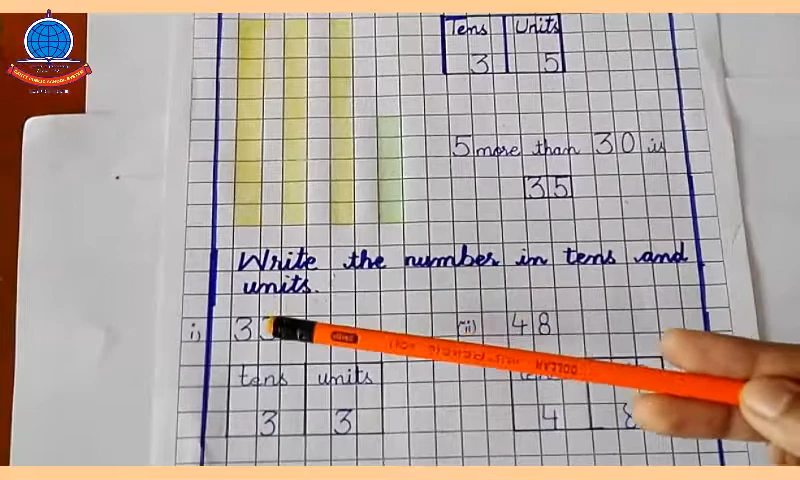 Tens Units
3 5
5 more than 30 is
35
Write the number in tens and
units.
i) 33
(ii) 48
tens units
3 3
4 8